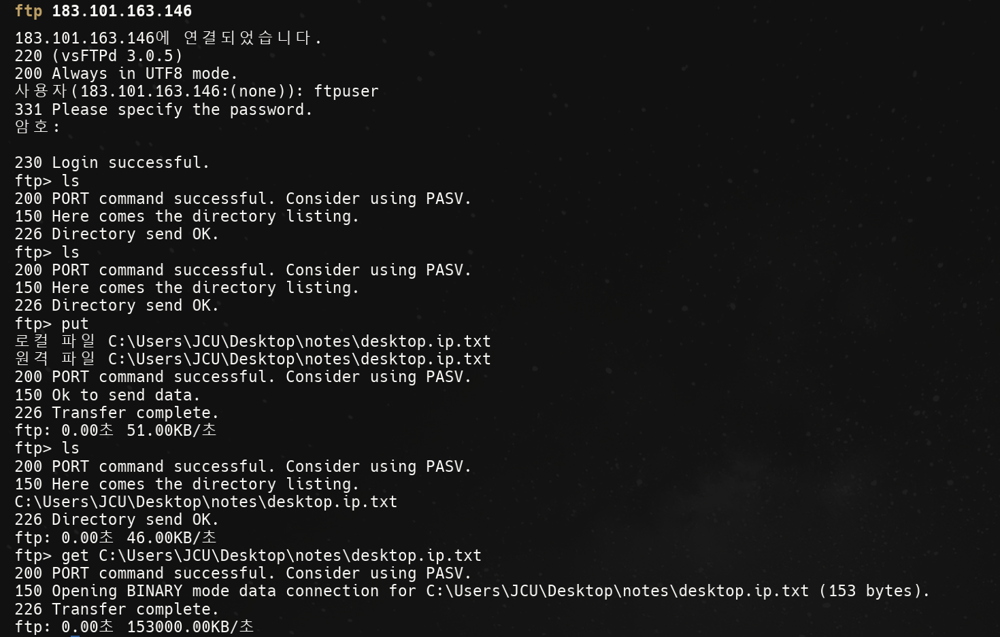 ftp 183.101.163.146
183.101.163.146에 연결되었습니다.
220 (vsFTPd 3.0.5)
200 Always in UTF8 mode.
사용자(183.101.163.146:(none)): ftpuser
331 Please specify the password.
암호:
230 Login successful.
ftp> ls
200 PORT command successful. Consider using PASV.
150 Here comes the directory listing.
226 Directory send OK.
ftp> ls
200 PORT command successful. Consider using PASV.
150 Here comes the directory listing.
226 Directory send OK.
ftp> put
로컬 파일 C:\Users\JCU\Desktop\notes\desktop.ip.txt
원격 파일 C:\Users\JCU\Desktop\notes\desktop.ip.txt
200 PORT command successful. Consider using PASV.
150 Ok to send data.
226 Transfer complete.
ftp: 0.00초 51.00KB/초
ftp> ls
200 PORT command successful. Consider using PASV.
150 Here comes the directory listing.
C:\Users\JCU\Desktop\notes\desktop.ip.txt
226 Directory send OK.
ftp: 0.00초 46.00KB/초
ftp> get C:\Users\JCU\Desktop\notes\desktop.ip.txt
200 PORT command successful. Consider using PASV.
150 Opening BINARY mode data connection for C:\Users\JCU\Desktop\notes\desktop.ip.txt (153 bytes).
226 Transfer complete.
ftp: 0.00초 153000.00KB/초